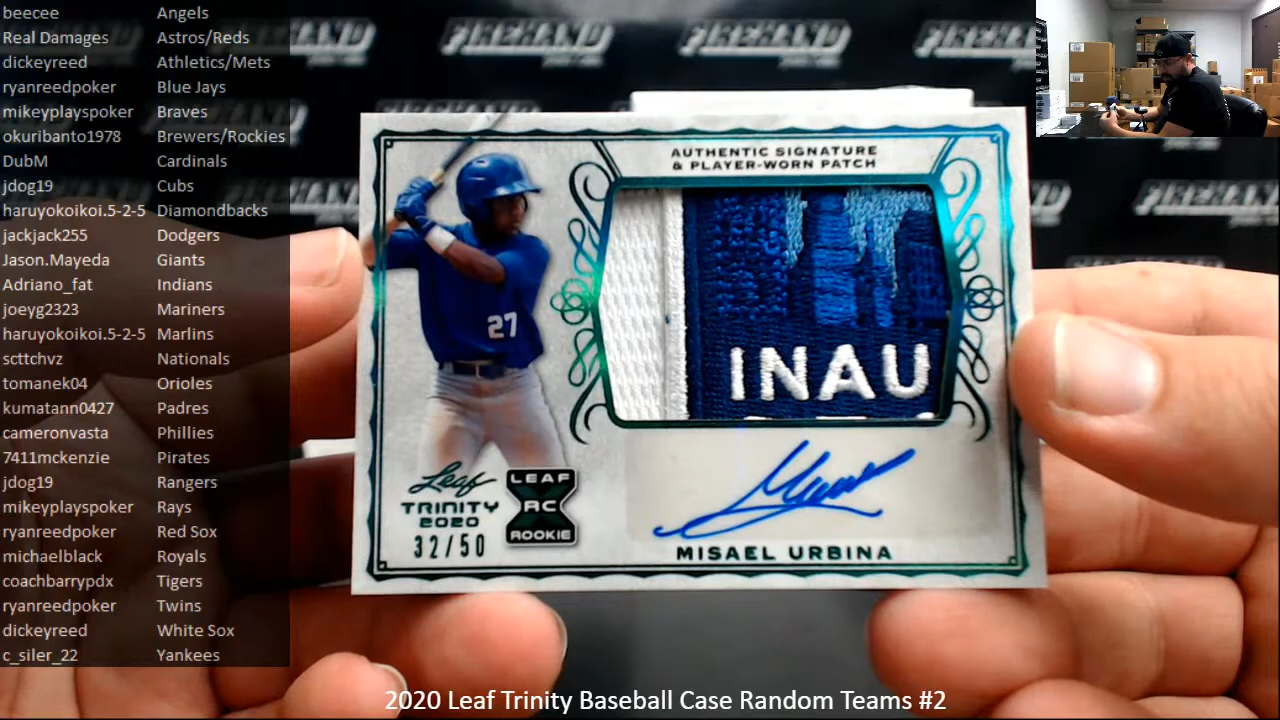 beecee Angels
Real Damages Astros/Reds
dickeyreed Athletics/Mets
ryanreedpoker Blue Jays
mikeyplayspoker Braves
okuribanto1978 Brewers/Rockies
DubM Cardinals
jdog19 Cubs
haruyokoikoi.5-2-5 Diamondbacks
jackjack255 Dodgers
Jason.Mayeda Giants
Adriano_fat Indians
joeyg2323 Mariners
haruyokoikoi.5-2-5 Marlins
scttchvz Nationals
tomanek04 Orioles
kumatann0427 Padres
cameronvasta Phillies
7411mckenzie Pirates
jdog19 Rangers
mikeyplayspoker Rays
ryanreedpoker Red Sox
michaelblack Royals
coachbarrypdx Tigers
ryanreedpoker Twins
dickeyreed White Sox
c_siler_22 Yankees
FIREHAND FIREHAND FIREHAND
AUTHENTIC SIGNATURE
& PLAYER-WORN PATCH
27
INAU
Leaf
TRINITY
2020
32/50
LEAF
RC
ROOKIE
MISAEL URBINA
2020 Leaf Trinity Baseball Case Random Teams #2